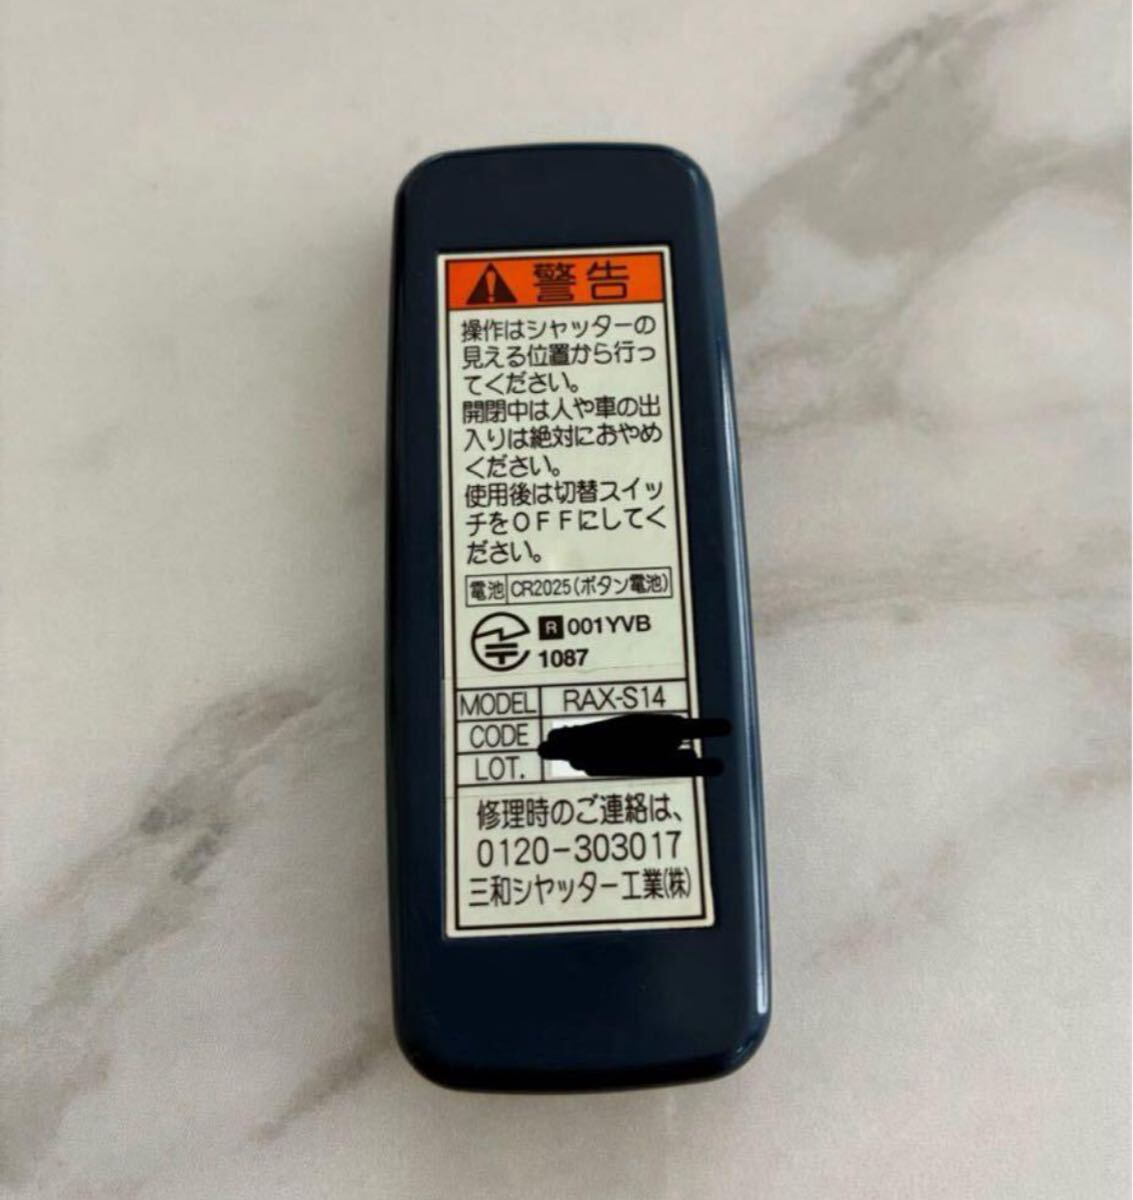 警告
操作はシャッターの
見える位置から行っ
てください。
開閉中は人や車の出
入りは絶対におやめ
ください。
使用後は切替スイッ
チをOFFにしてく
ださい。
電池 CR2025(ボタン電池)
R 001YVB
1087
MODEL RAX-S14
CODE
LOT.
修理時のご連絡は、
0120-303017
三和シヤッター工業(株)